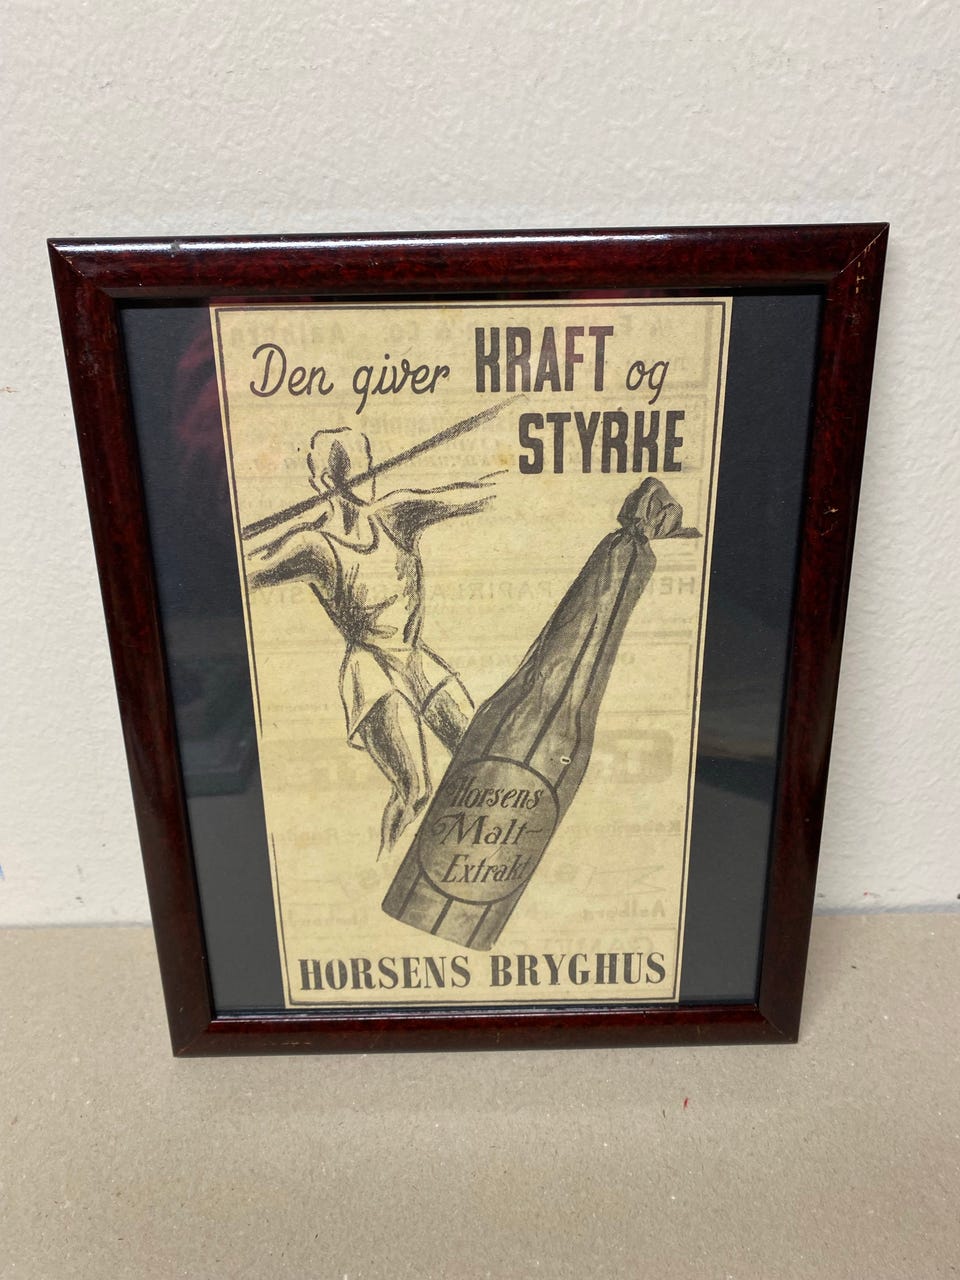 Den giver KRAFT og
STYRKE
Horsens
Malt-
Extrakt
HORSENS BRYGHUS